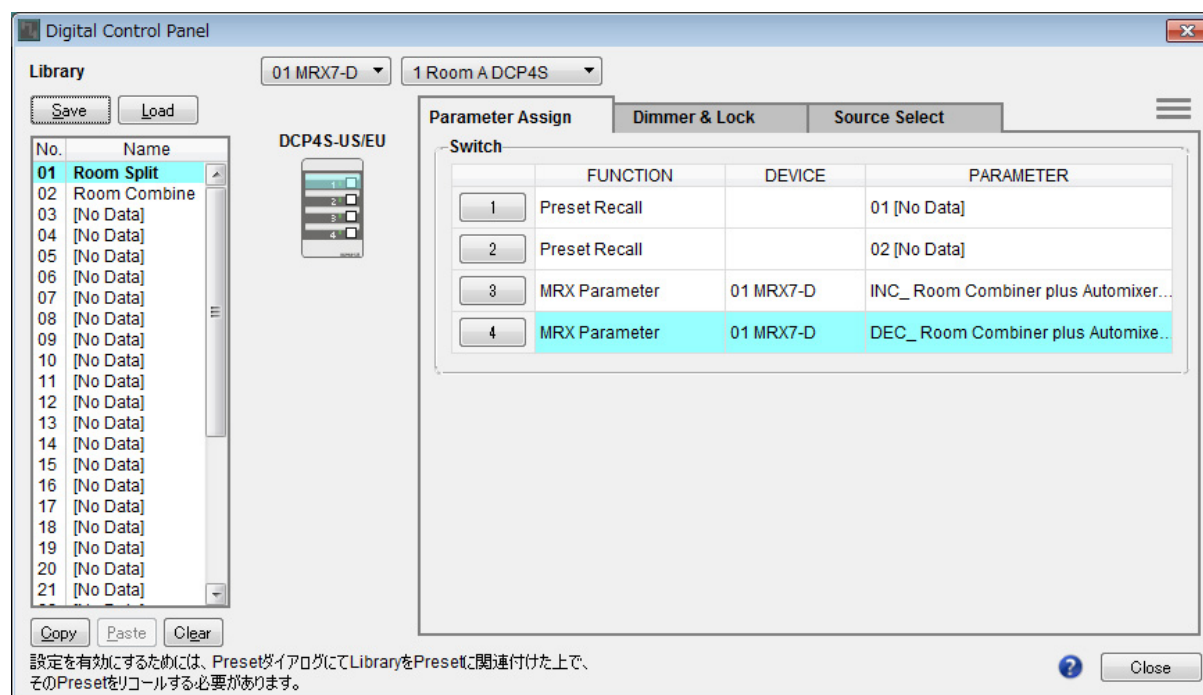 Digital Control Panel
Library
01 MRX7-D
1 Room A DCP4S
Save
Load
Parameter Assign
Dimmer & Lock
Source Select
No. Name
01 Room Split
02 Room Combine
03 [No Data]
04 [No Data]
05 [No Data]
06 [No Data]
07 [No Data]
08 [No Data]
09 [No Data]
10 [No Data]
11 [No Data]
12 [No Data]
13 [No Data]
14 [No Data]
15 [No Data]
16 [No Data]
17 [No Data]
18 [No Data]
19 [No Data]
20 [No Data]
21 [No Data]
DCP4S-US/EU
1
2
3
4
Switch
FUNCTION DEVICE PARAMETER
1 Preset Recall 01 [No Data]
2 Preset Recall 02 [No Data]
3 MRX Parameter 01 MRX7-D INC_ Room Combiner plus Automixer...
4 MRX Parameter 01 MRX7-D DEC_ Room Combiner plus Automixe...
Copy
Paste
Clear
設定を有効にするためには、PresetダイアログにてLibraryをPresetに関連付けた上で、
そのPresetをリコールする必要があります。
?
Close